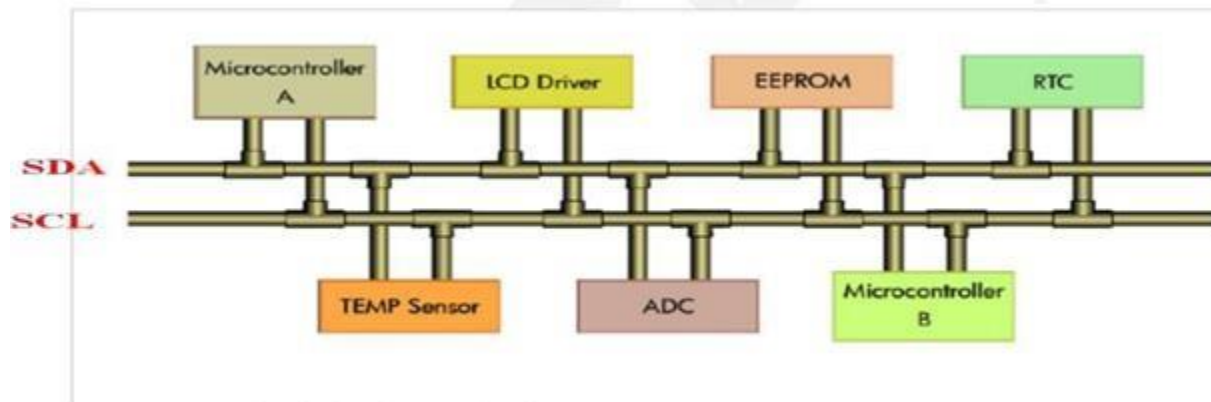 Microcontroller
A
LCD Driver
EEPROM
RTC
SDA
SCL
TEMP Sensor
ADC
Microcontroller
B